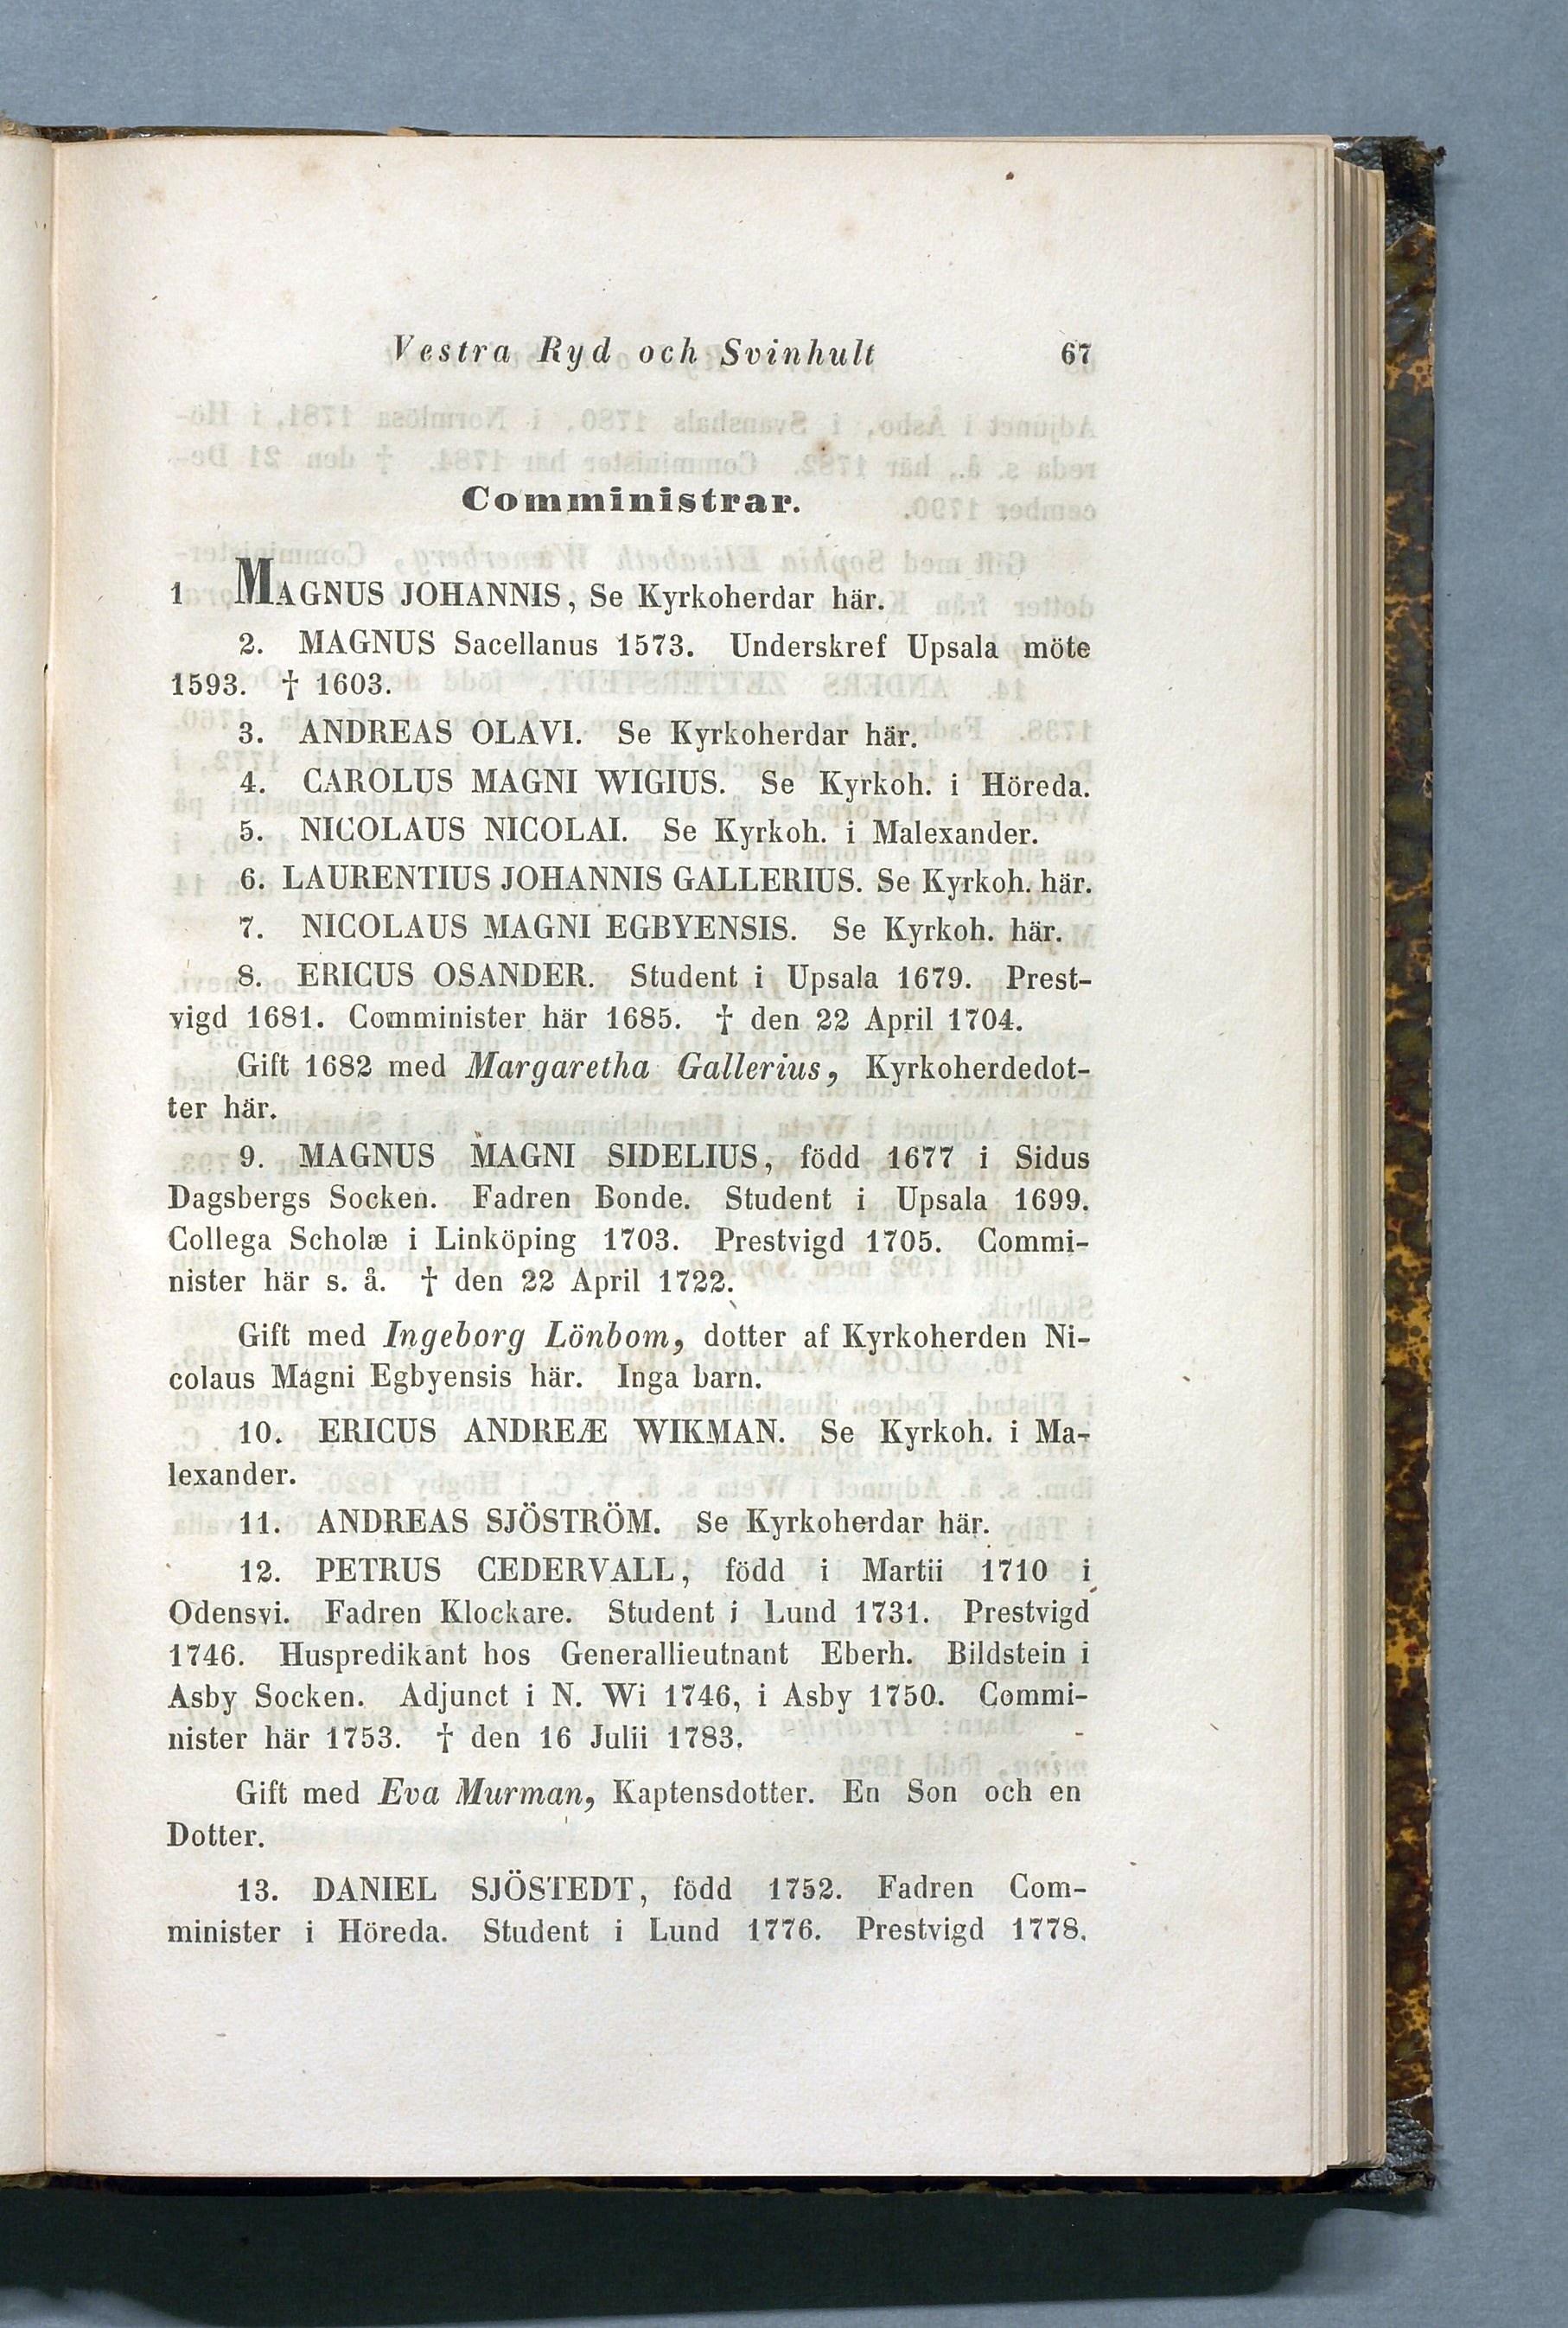 Vestra Ryd och Svinhult 67
Comministrar.
1 MAGNUS JOHANNIS, Se Kyrkoherdar här.
2. MAGNUS Sacellanus 1573. Underskref Upsala möte
1593. † 1603.
3. ANDREAS OLAVI. Se Kyrkoherdar här.
4. CAROLUS MAGNI WIGIUS. Se Kyrkoh. i Höreda.
5. NICOLAUS NICOLAI. Se Kyrkoh. i Malexander.
6. LAURENTIUS JOHANNIS GALLERIUS. Se Kyrkoh. här.
7. NICOLAUS MAGNI EGBYENSIS. Se Kyrkoh. här.
8. ERICUS OSANDER. Student i Upsala 1679. Prest-
vigd 1681. Comminister här 1685. † den 22 April 1704.
Gift 1682 med Margaretha Gallerius, Kyrkoherdedot-
ter här.
9. MAGNUS MAGNI SIDELIUS, född 1677 i Sidus
Dagsbergs Socken. Fadren Bonde. Student i Upsala 1699.
Collega Scholæ i Linköping 1703. Prestvigd 1705. Commi-
nister här s. å. † den 22 April 1722.
Gift med Ingeborg Lönbom, dotter af Kyrkoherden Ni-
colaus Magni Egbyensis här. Inga barn.
10. ERICUS ANDREÆ WIKMAN. Se Kyrkoh. i Ma-
lexander.
11. ANDREAS SJÖSTRÖM. Se Kyrkoherdar här.
12. PETRUS CEDERVALL, född i Martii 1710 i
Odensvi. Fadren Klockare. Student i Lund 1731. Prestvigd
1746. Huspredikant hos Generallieutnant Eberh. Bildstein i
Asby Socken. Adjunct i N. Wi 1746, i Asby 1750. Commi-
nister här 1753. † den 16 Julii 1783.
Gift med Eva Murman, Kaptensdotter. En Son och en
Dotter.
13. DANIEL SJÖSTEDT, född 1752. Fadren Com-
minister i Höreda. Student i Lund 1776. Prestvigd 1778.